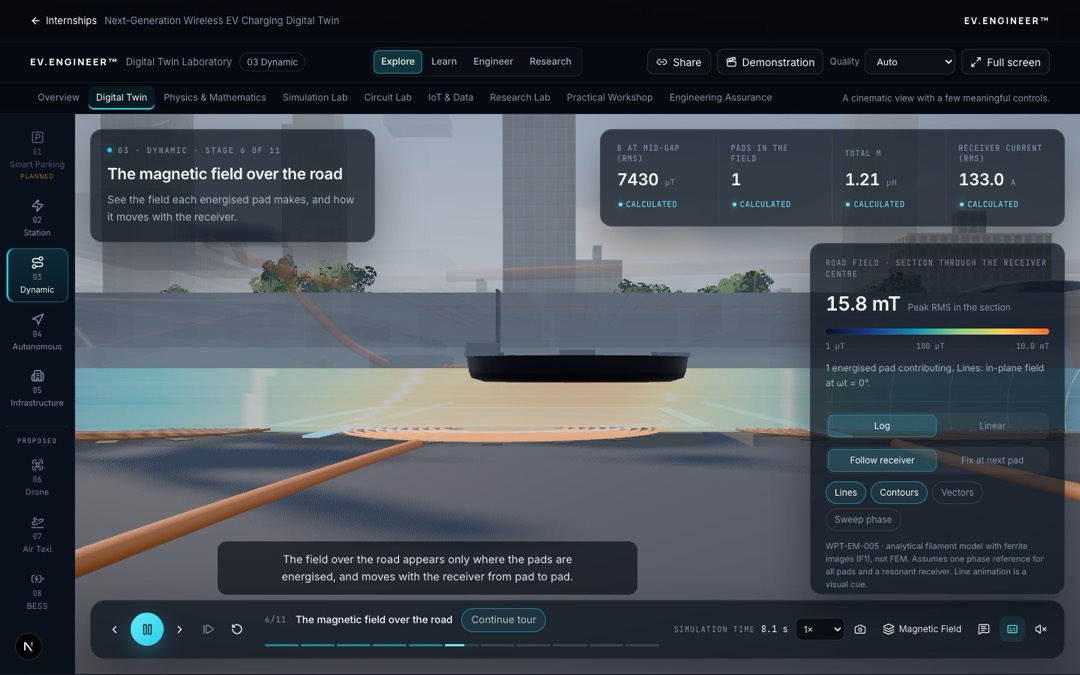 Internships Next-Generation Wireless EV Charging Digital Twin
EV.ENGINEER™
EV.ENGINEER™ Digital Twin Laboratory 03 Dynamic
Explore Learn Engineer Research
Share Demonstration Quality Auto Full screen
Overview Digital Twin Physics & Mathematics Simulation Lab Circuit Lab IoT & Data Research Lab Practical Workshop Engineering Assurance
A cinematic view with a few meaningful controls.
01
Smart Parking
PLANNED
02
Station
03
Dynamic
04
Autonomous
05
Infrastructure
PROPOSED
06
Drone
07
Air Taxi
08
BESS
N
03 · DYNAMIC · STAGE 6 OF 11
The magnetic field over the road
See the field each energised pad makes, and how
it moves with the receiver.
B AT MID-GAP
(RMS)
7430 µT
CALCULATED
PADS IN THE
FIELD
1
CALCULATED
TOTAL M
1.21 µH
CALCULATED
RECEIVER CURRENT
(RMS)
133.0 A
CALCULATED
ROAD FIELD · SECTION THROUGH THE RECEIVER
CENTRE
15.8 mT Peak RMS in the section
1 µT 100 µT 10.0 mT
1 energised pad contributing. Lines: in-plane field
at ωt = 0°.
Log Linear
Follow receiver Fix at next pad
Lines Contours Vectors
Sweep phase
WPT-EM-005 · analytical filament model with ferrite
images (F1), not FEM. Assumes one phase reference for
all pads and a resonant receiver. Line animation is a
visual cue.
The field over the road appears only where the pads are
energised, and moves with the receiver from pad to pad.
6/11 The magnetic field over the road Continue tour
SIMULATION TIME 8.1 s 1× Magnetic Field